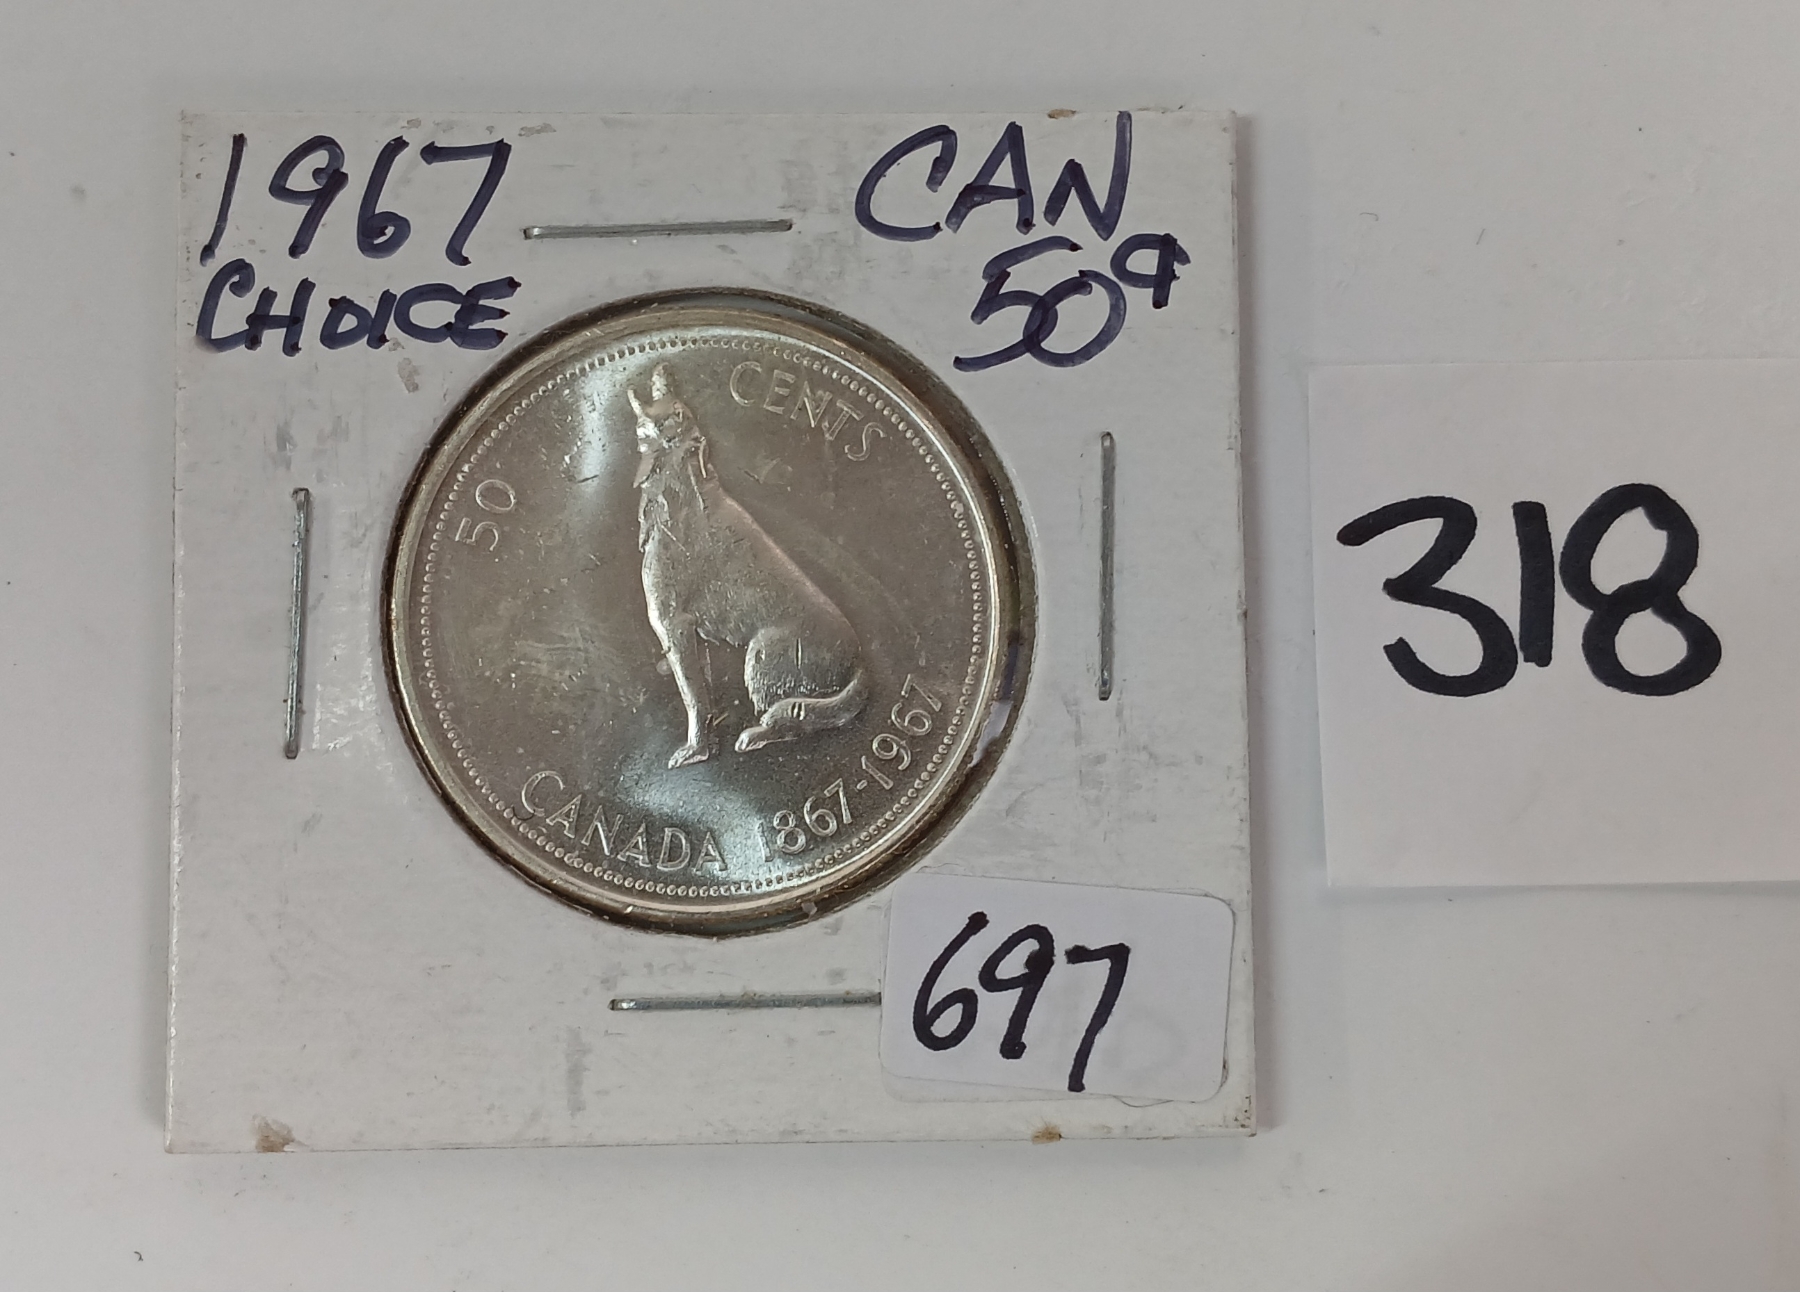 1967
CHOICE
CAN
50¢
50 CENTS
CANADA 1867-1967
697
318